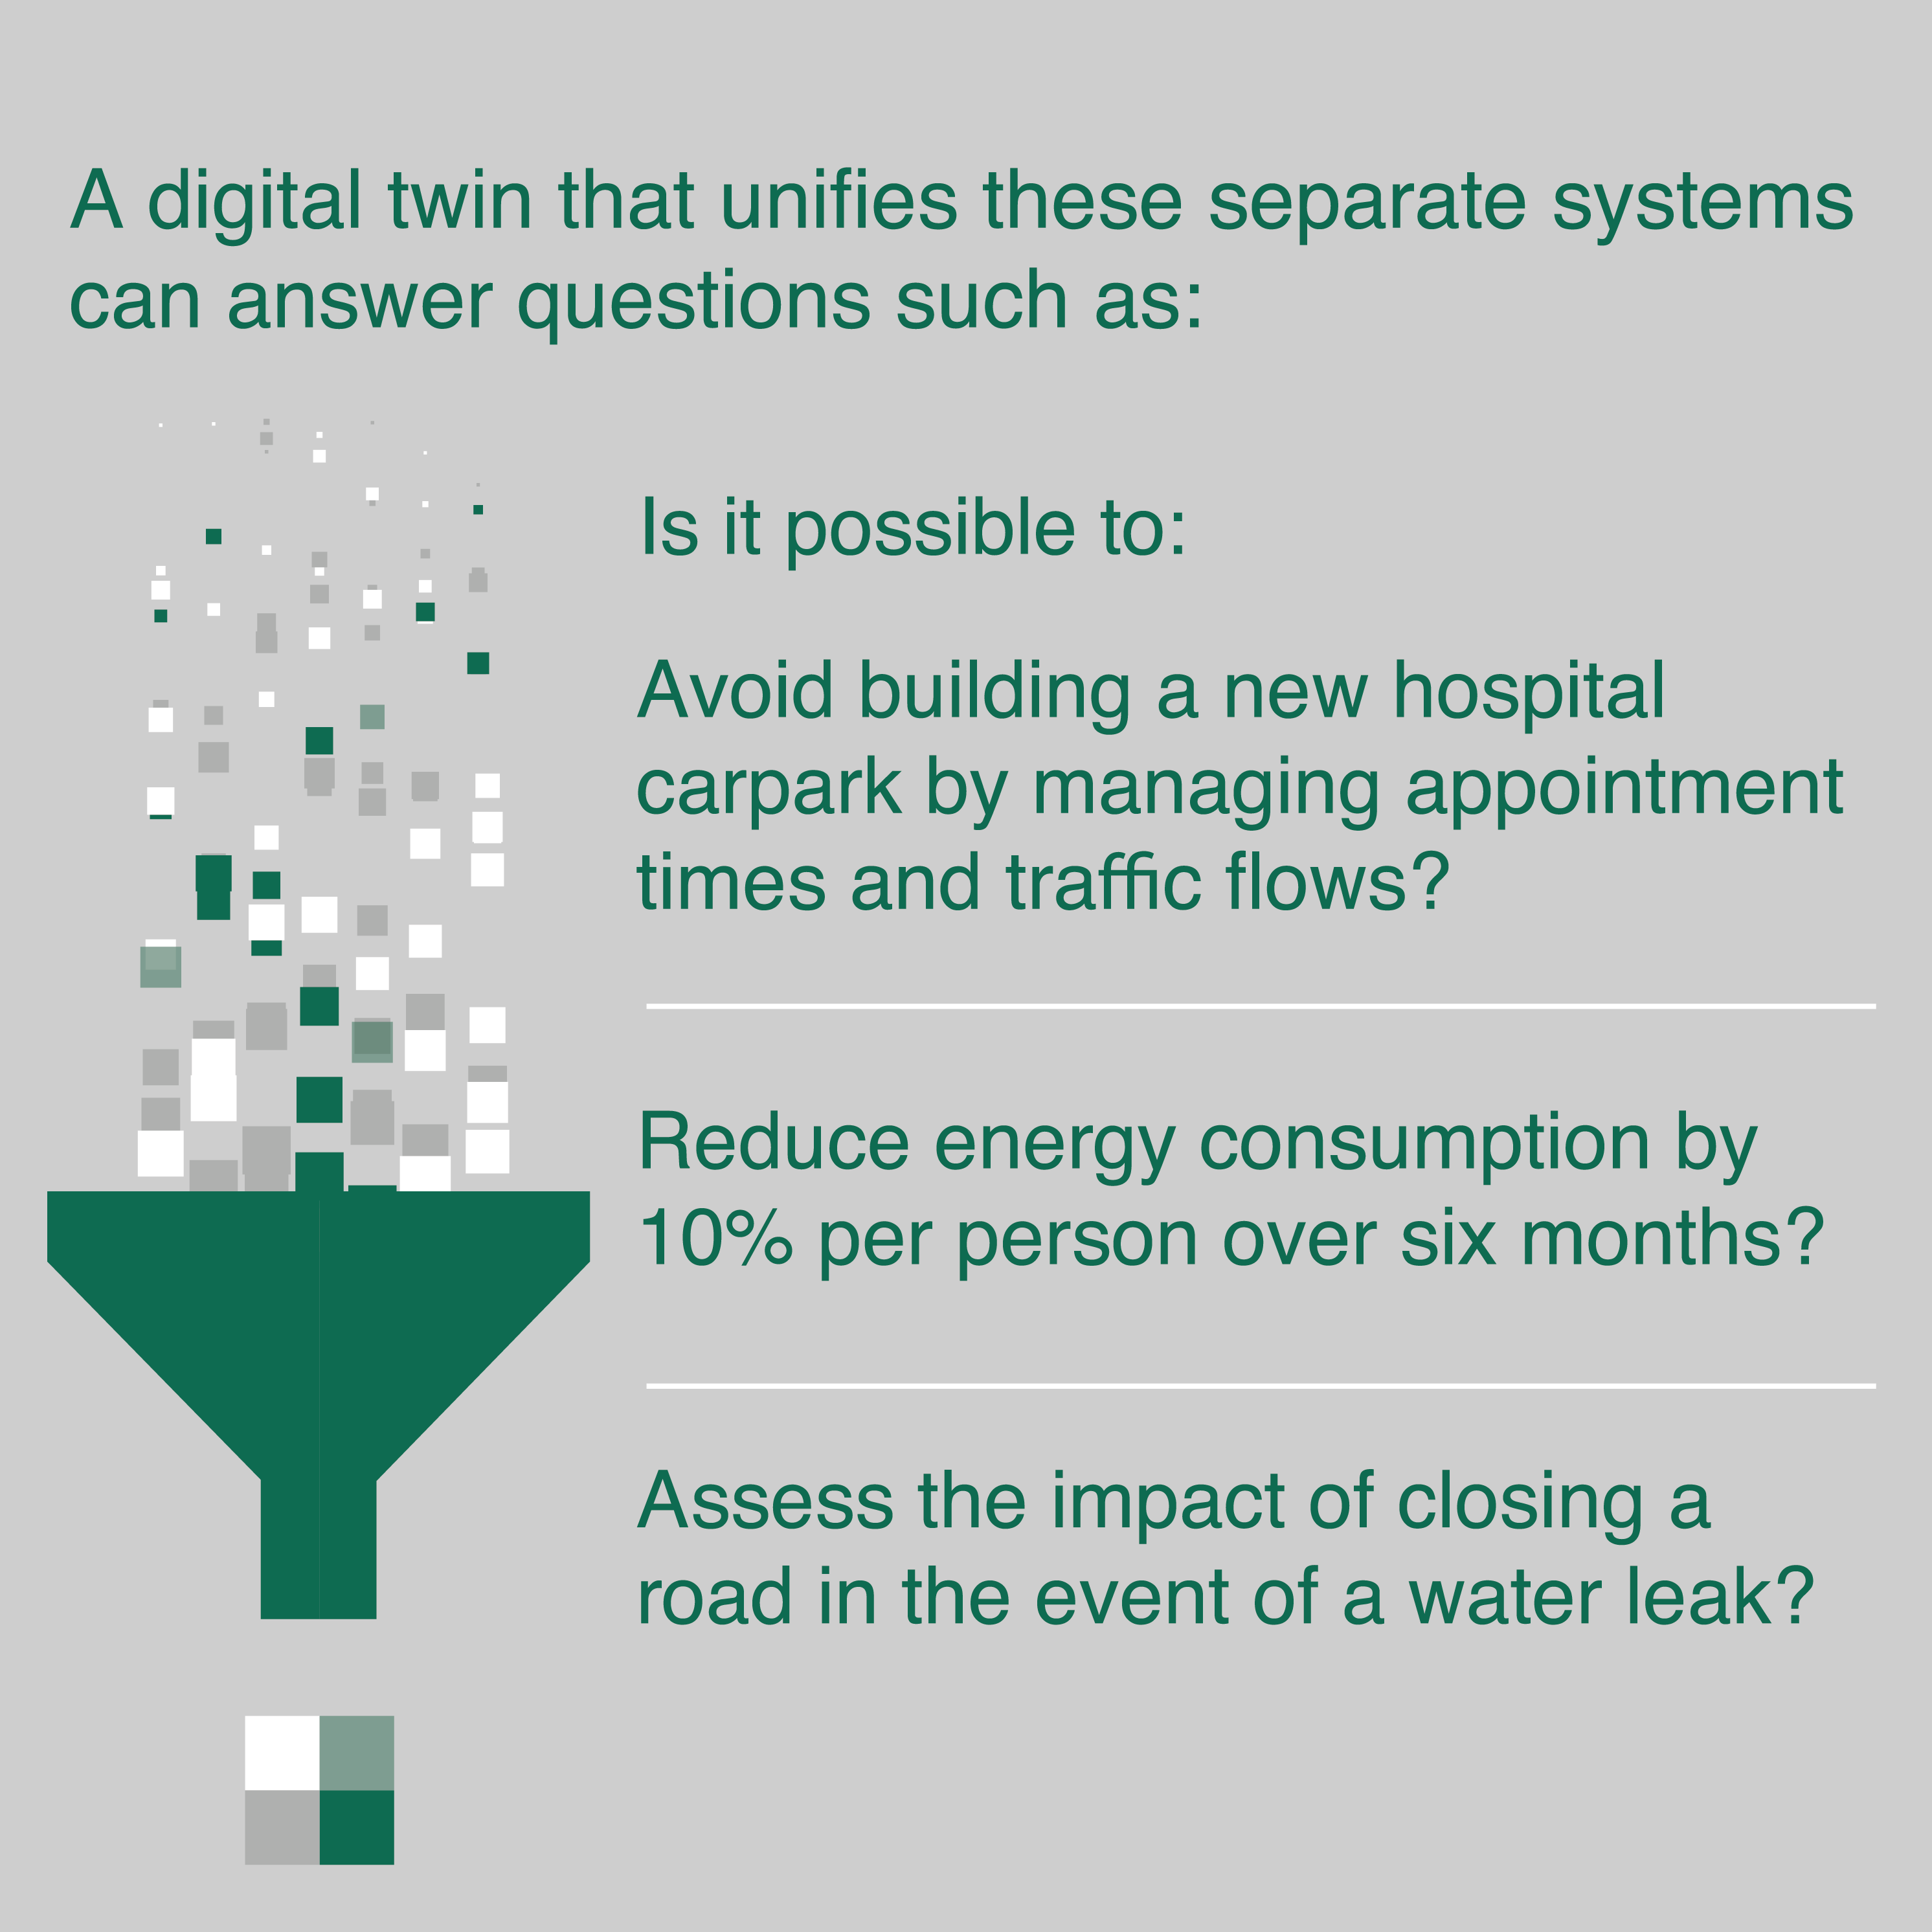 A digital twin that unifies these separate systems
can answer questions such as:
Is it possible to:
Avoid building a new hospital
carpark by managing appointment
times and traffic flows?
Reduce energy consumption by
10% per person over six months?
Assess the impact of closing a
road in the event of a water leak?